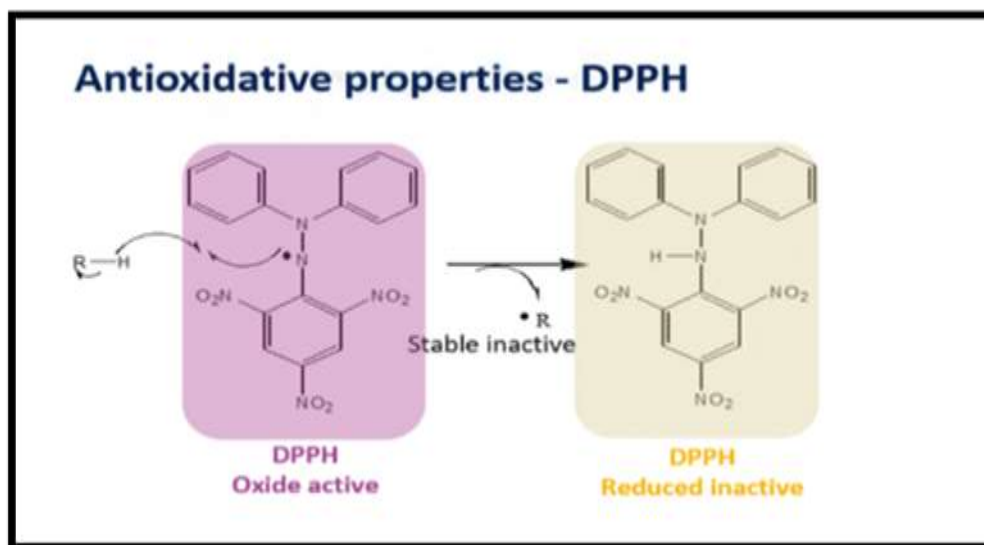 Antioxidative properties - DPPH
N
N
R—H
•N
H—N
O₂N
NO₂
O₂N
NO₂
• R
Stable inactive
NO₂
NO₂
DPPH
Oxide active
DPPH
Reduced inactive